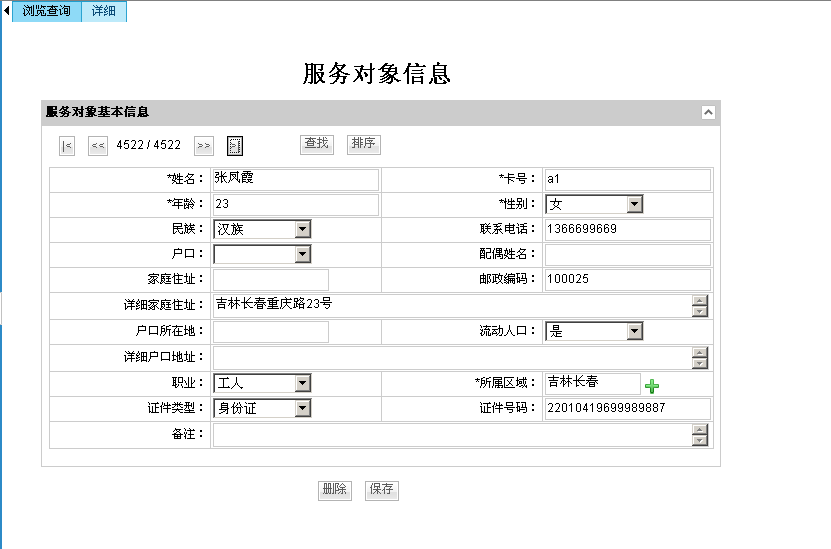 浏览查询 详细
服务对象信息
服务对象基本信息
|< << 4522 / 4522 >> >| 查找 排序
*姓名： 张凤霞 *卡号： a1
*年龄： 23 *性别： 女
民族： 汉族 联系电话： 1366699669
户口： 配偶姓名：
家庭住址： 邮政编码： 100025
详细家庭住址： 吉林长春重庆路23号
户口所在地： 流动人口： 是
详细户口地址：
职业： 工人 *所属区域： 吉林长春
证件类型： 身份证 证件号码： 22010419699989887
备注：
删除 保存